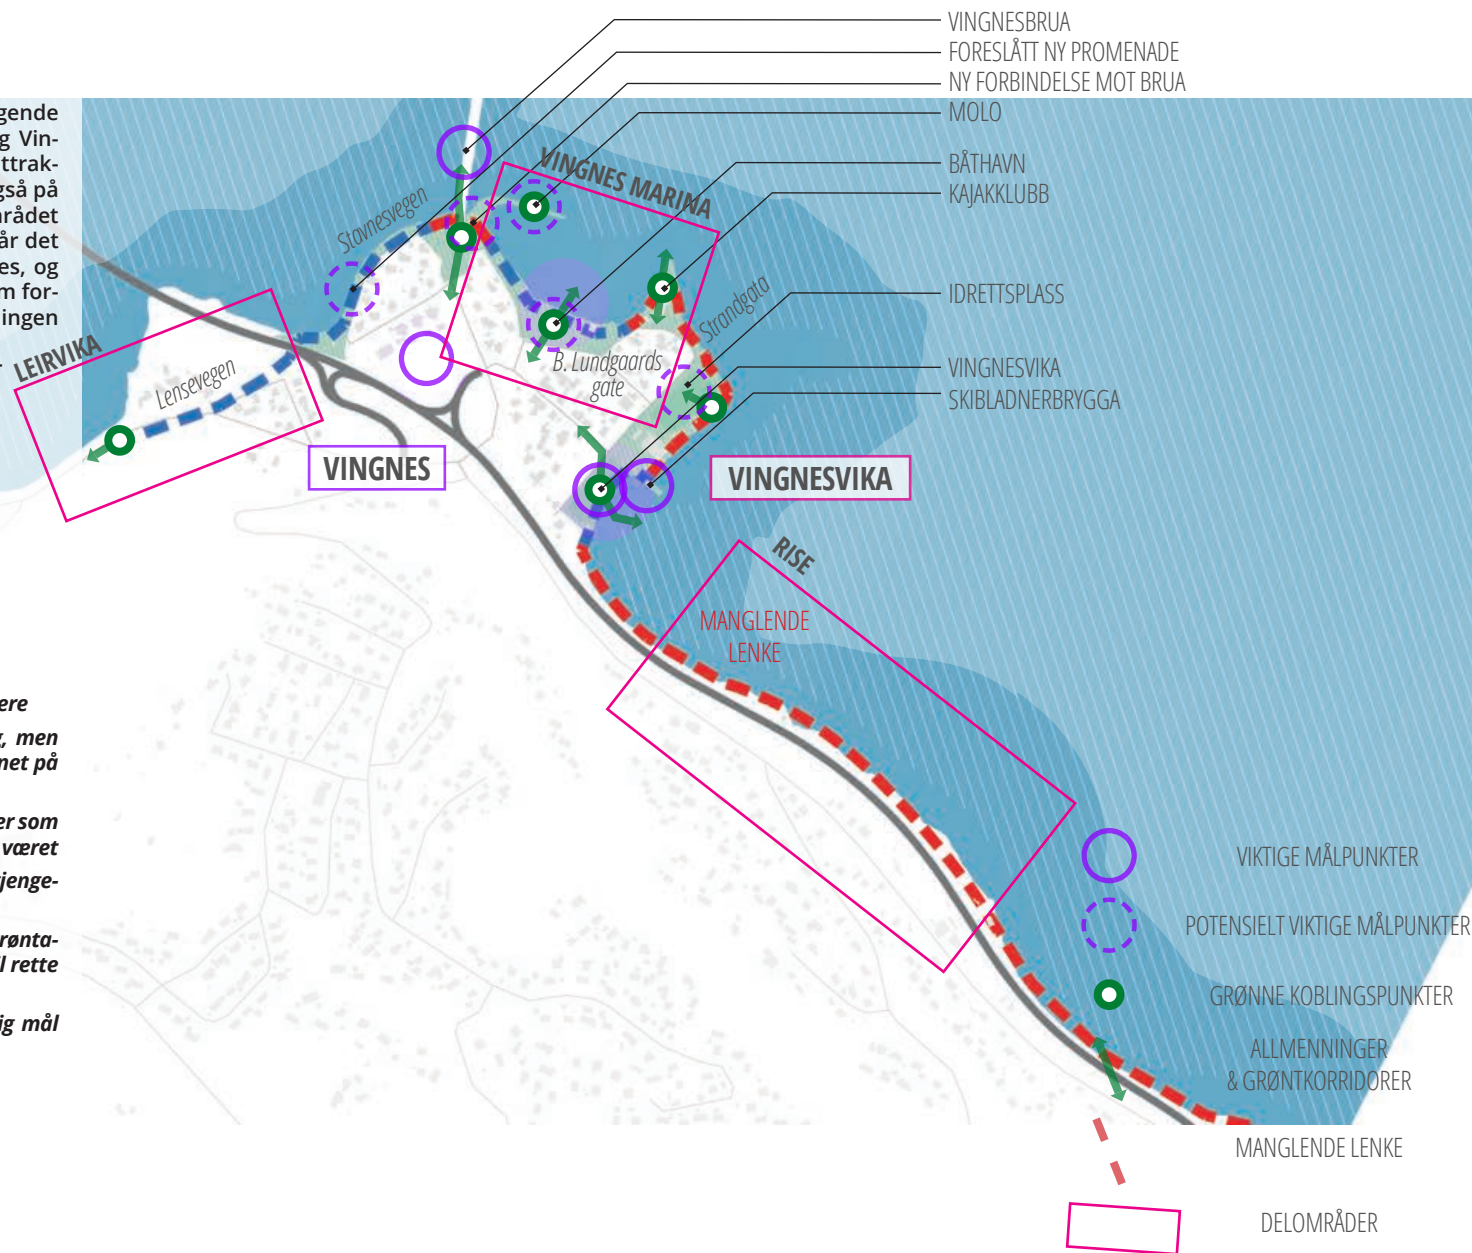 VINGNESBRUA
FORESLÅTT NY PROMENADE
NY FORBINDELSE MOT BRUA
MOLO
BÅTHAVN
KAJAKKLUBB
IDRETTSPLASS
VINGNESVIKA
SKIBLADNERBRYGGA
gende
g Vin-
ttrak-
gså på
mrådet
år det
es, og
m for-
ingen
VINGNES MARINA
Stavnesvegen
Strandgata
LEIRVIKA
Lensevegen
B. Lundgaards
gate
VINGNES
VINGNESVIKA
RISE
MANGLENDE
LENKE
ere
g, men
net på
er som
været
jenge-
rønta-
l rette
ig mål
VIKTIGE MÅLPUNKTER
POTENSIELT VIKTIGE MÅLPUNKTER
GRØNNE KOBLINGSPUNKTER
ALLMENNINGER
& GRØNTKORRIDORER
MANGLENDE LENKE
DELOMRÅDER